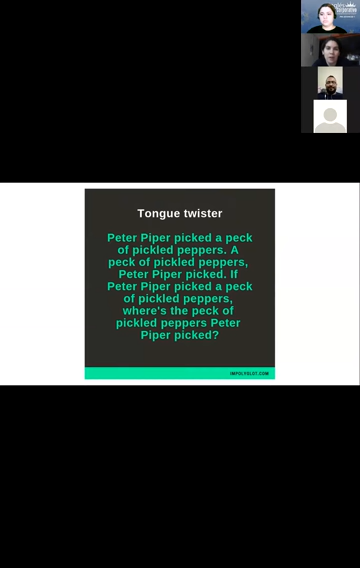 Tongue twister
Peter Piper picked a peck
of pickled peppers. A
peck of pickled peppers,
Peter Piper picked. If
Peter Piper picked a peck
of pickled peppers,
where's the peck of
pickled peppers Peter
Piper picked?
IMPOLYGLOT.COM